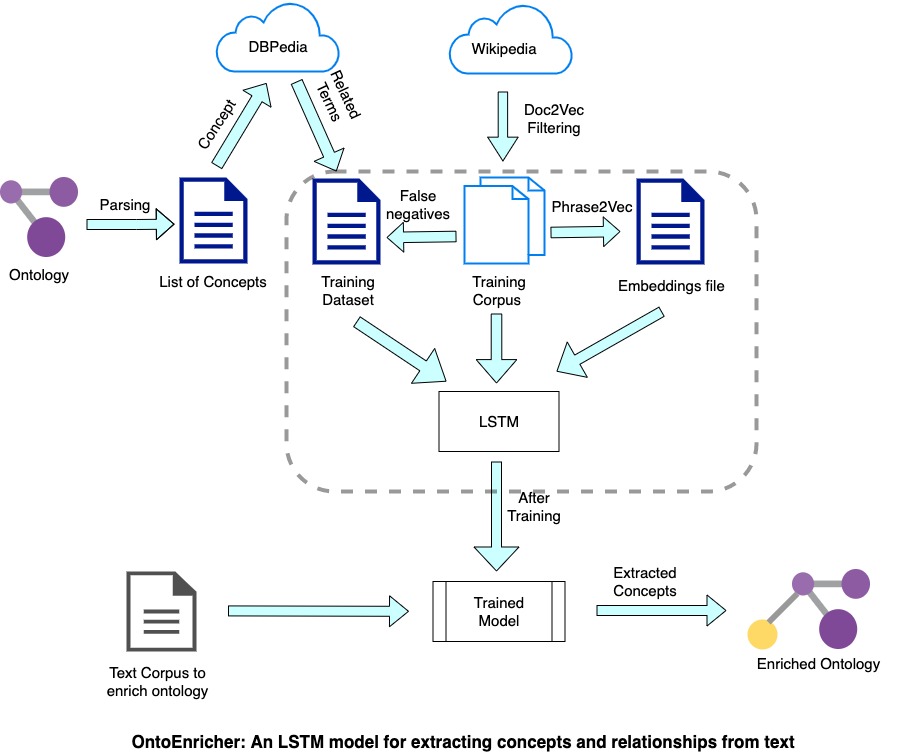 DBPedia
Wikipedia
Concept
Related
Terms
Doc2Vec
Filtering
Parsing
False
negatives
Phrase2Vec
Ontology
List of Concepts
Training
Dataset
Training
Corpus
Embeddings file
LSTM
After
Training
Extracted
Concepts
Trained
Model
Text Corpus to
enrich ontology
Enriched Ontology
OntoEnricher: An LSTM model for extracting concepts and relationships from text